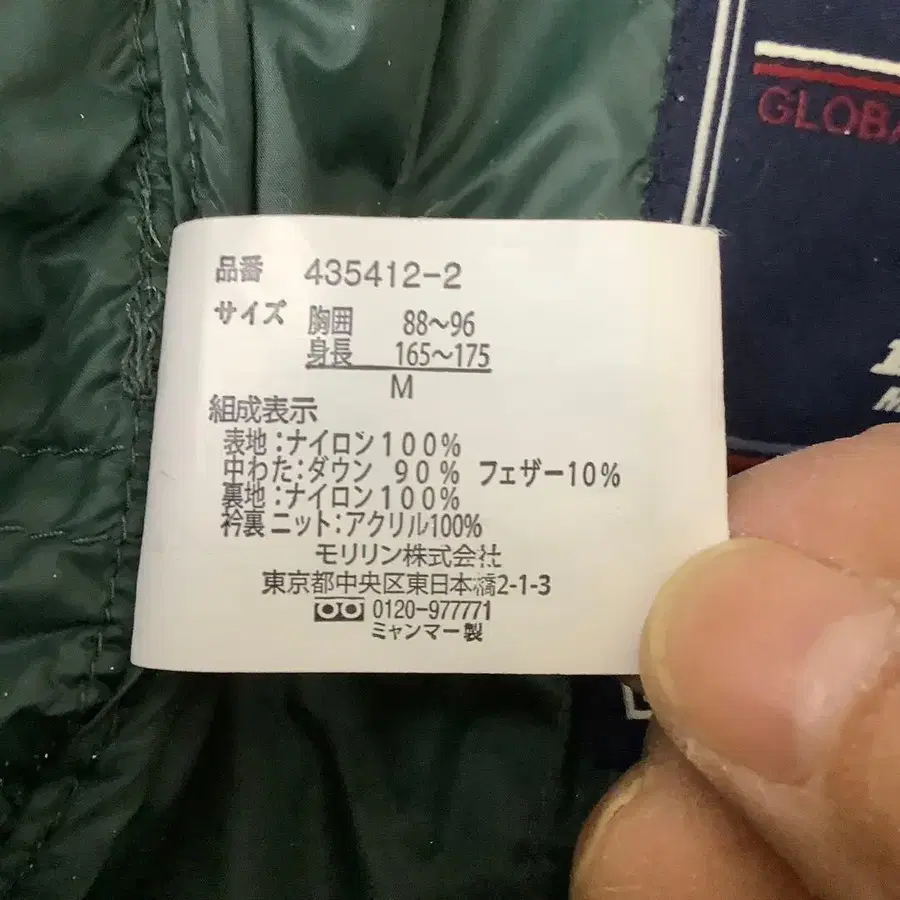 GLOBA
品番 435412-2
サイズ 胸囲 88～96
身長 165～175
M
組成表示
表地:ナイロン100%
中わた:ダウン 90% フェザー10%
裏地:ナイロン100%
衿裏ニット:アクリル100%
モリリン株式会社
東京都中央区東日本橋2-1-3
0120-977771
ミャンマー製